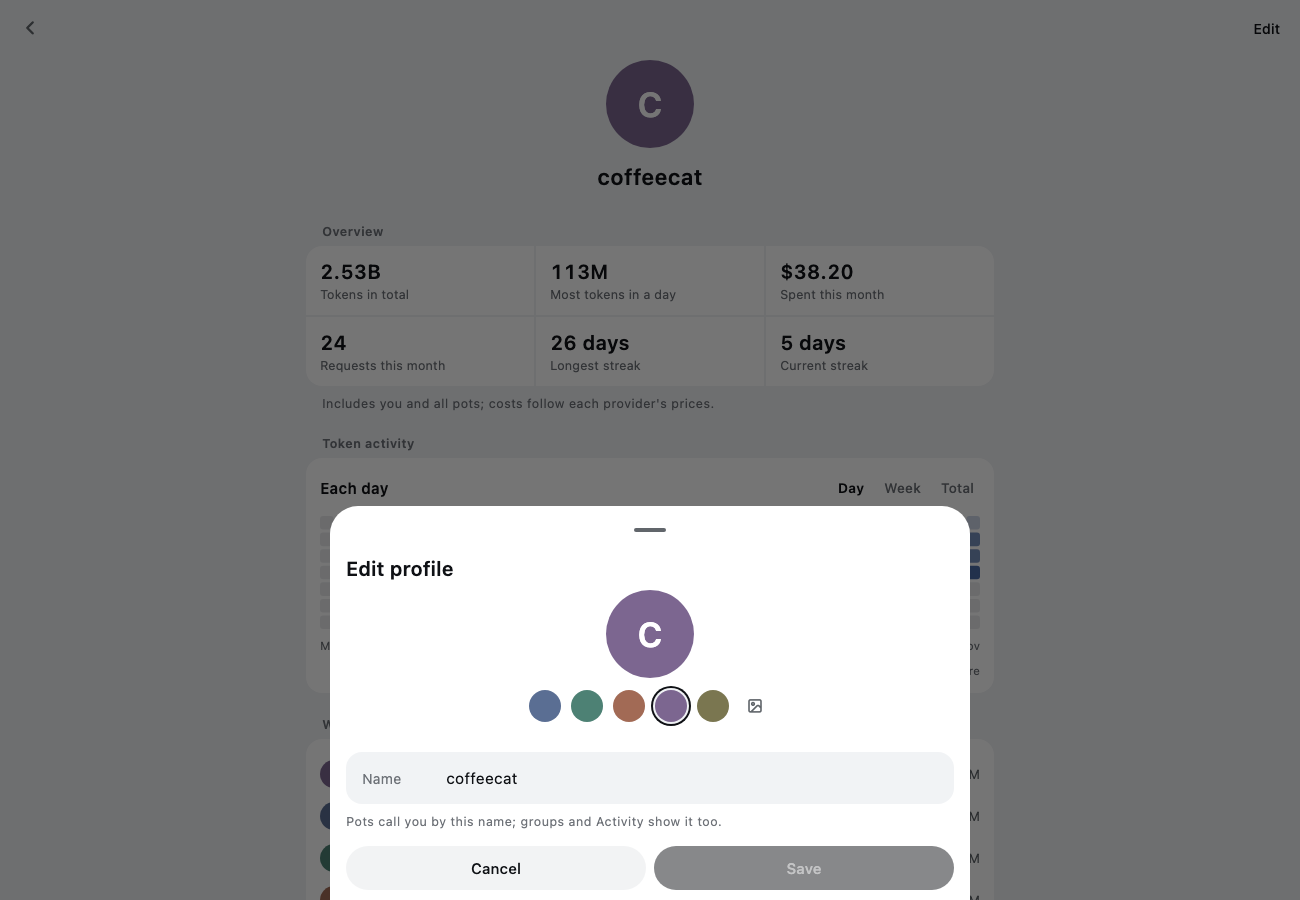 Edit
C
coffeecat
Overview
2.53B
Tokens in total
113M
Most tokens in a day
$38.20
Spent this month
24
Requests this month
26 days
Longest streak
5 days
Current streak
Includes you and all pots; costs follow each provider's prices.
Token activity
Each day
Day Week Total
Edit profile
C
Name coffeecat
Pots call you by this name; groups and Activity show it too.
Cancel Save